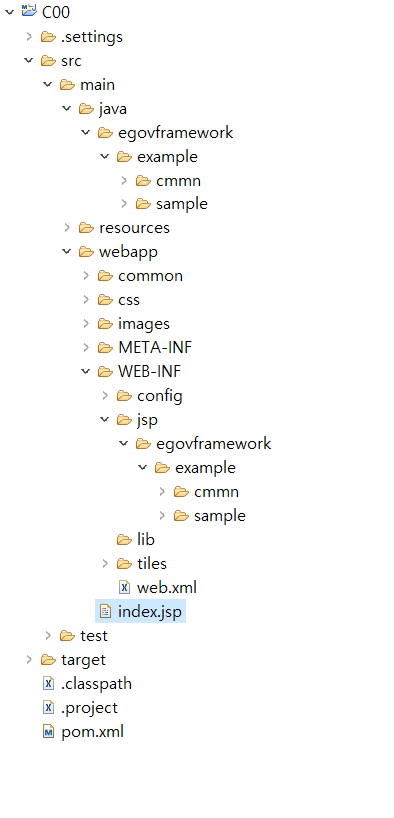 C00
.settings
src
main
java
egovframework
example
cmmn
sample
resources
webapp
common
css
images
META-INF
WEB-INF
config
jsp
egovframework
example
cmmn
sample
lib
tiles
web.xml
index.jsp
test
target
.classpath
.project
pom.xml